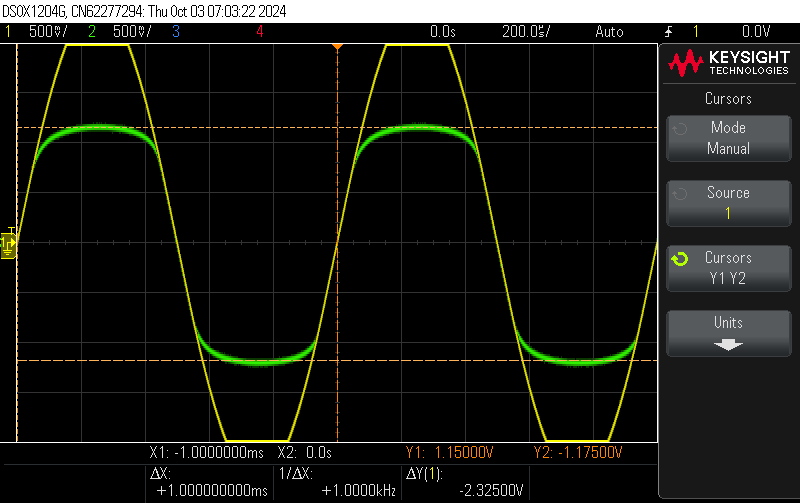 DSOX1204G, CN62277294: Thu Oct 03 07:03:22 2024
1 500mV/ 2 500mV/ 3 4 0.0s 200.0s/ Auto 1 0.0V
KEYSIGHT
TECHNOLOGIES
Cursors
Mode
Manual
Source
1
Cursors
Y1 Y2
Units
X1: -1.0000000ms X2: 0.0s Y1: 1.15000V Y2: -1.17500V
ΔX: 1/ΔX: ΔY(1):
+1.000000000ms +1.0000kHz -2.32500V